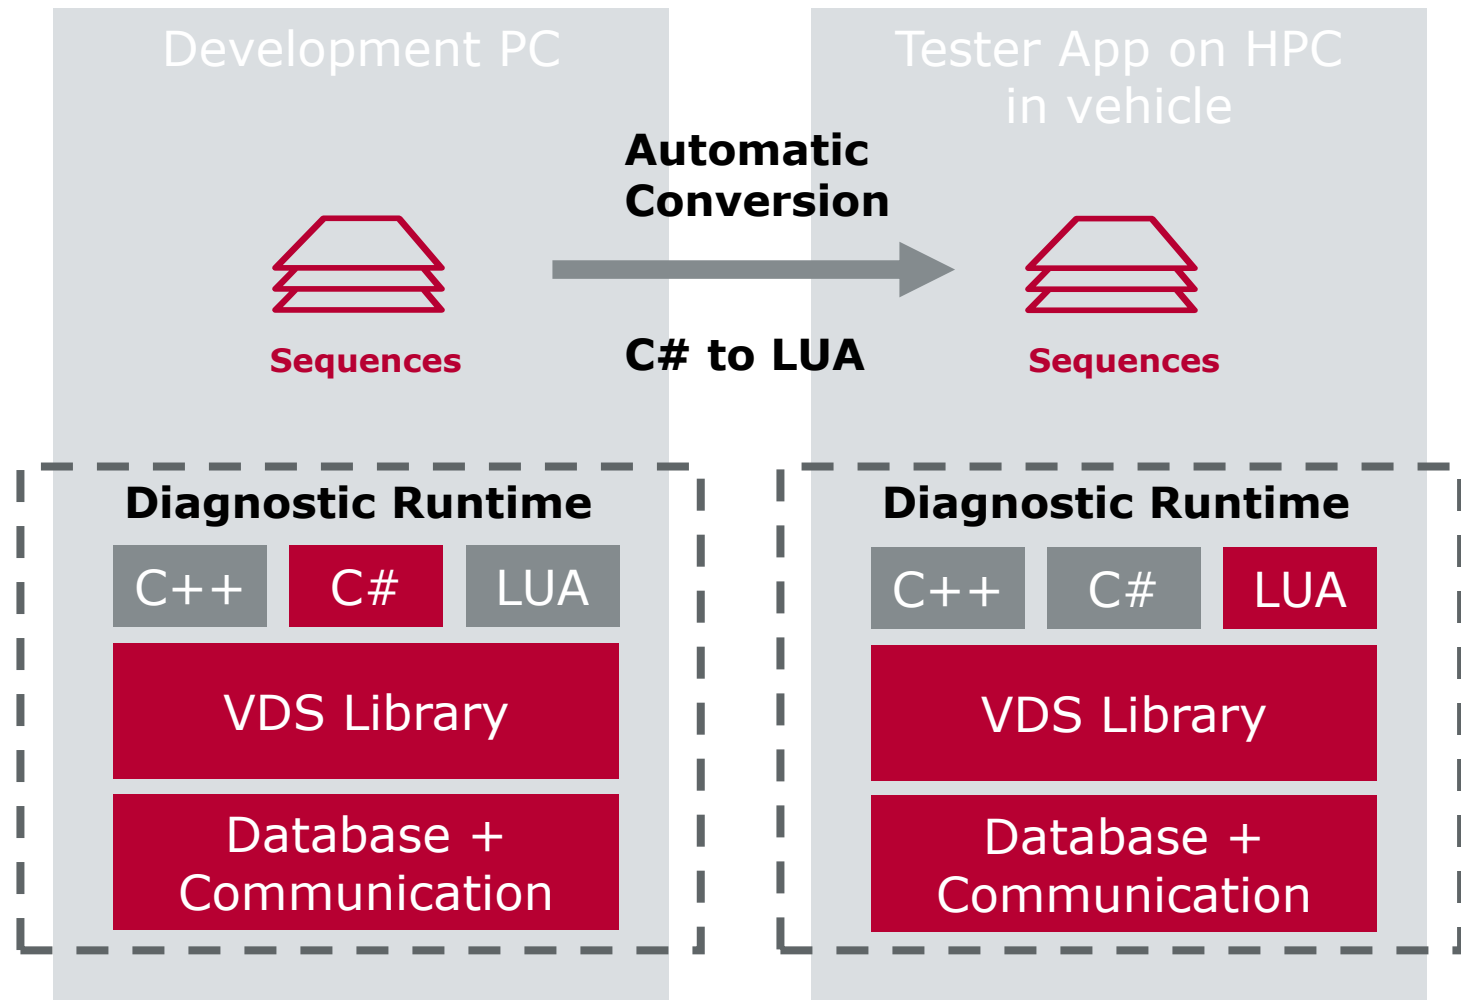 Development PC
Tester App on HPC
in vehicle
Automatic
Conversion
C# to LUA
Sequences
Sequences
Diagnostic Runtime
C++
C#
LUA
VDS Library
Database +
Communication
Diagnostic Runtime
C++
C#
LUA
VDS Library
Database +
Communication